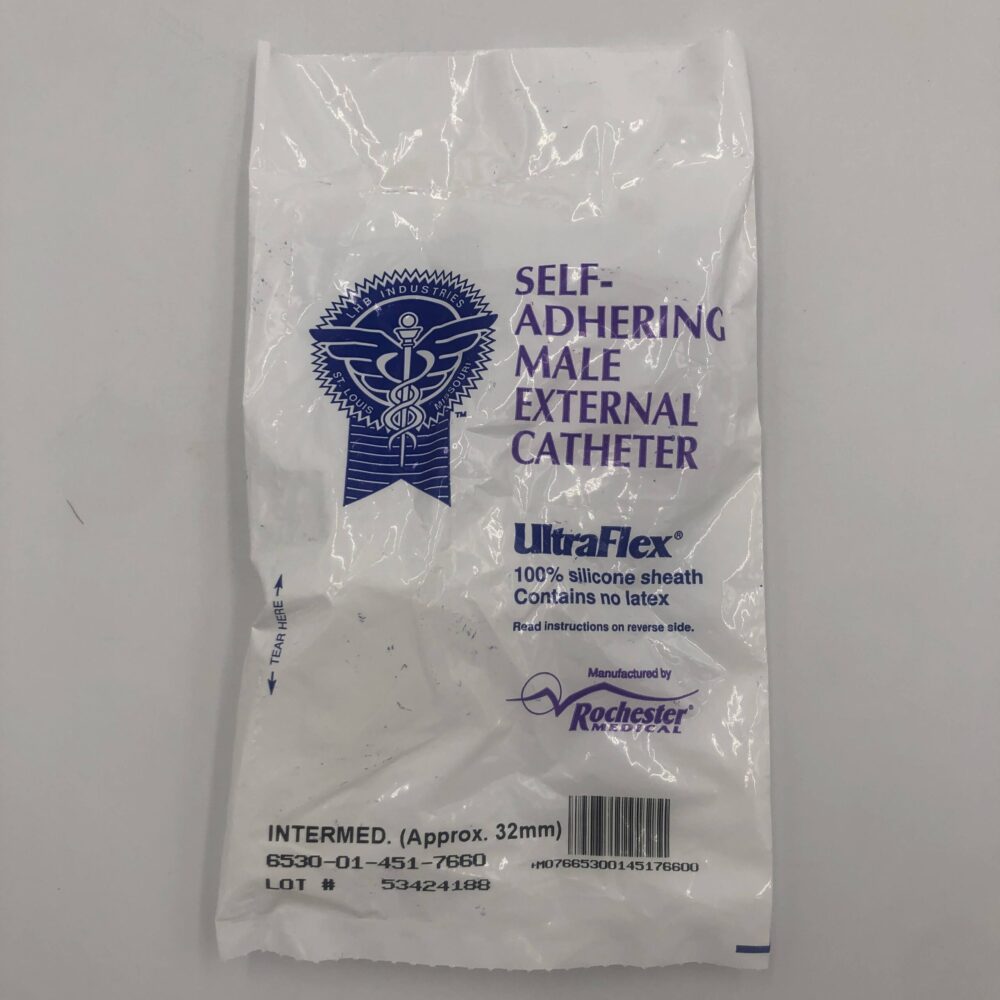 LHB INDUSTRIES
ST. LOUIS MISSOURI
TM
SELF-
ADHERING
MALE
EXTERNAL
CATHETER
UltraFlex®
100% silicone sheath
Contains no latex
Read instructions on reverse side.
TEAR HERE
Manufactured by
Rochester®
MEDICAL
INTERMED. (Approx. 32mm)
6530-01-451-7660
LOT # 53424188
+M07665300145176600